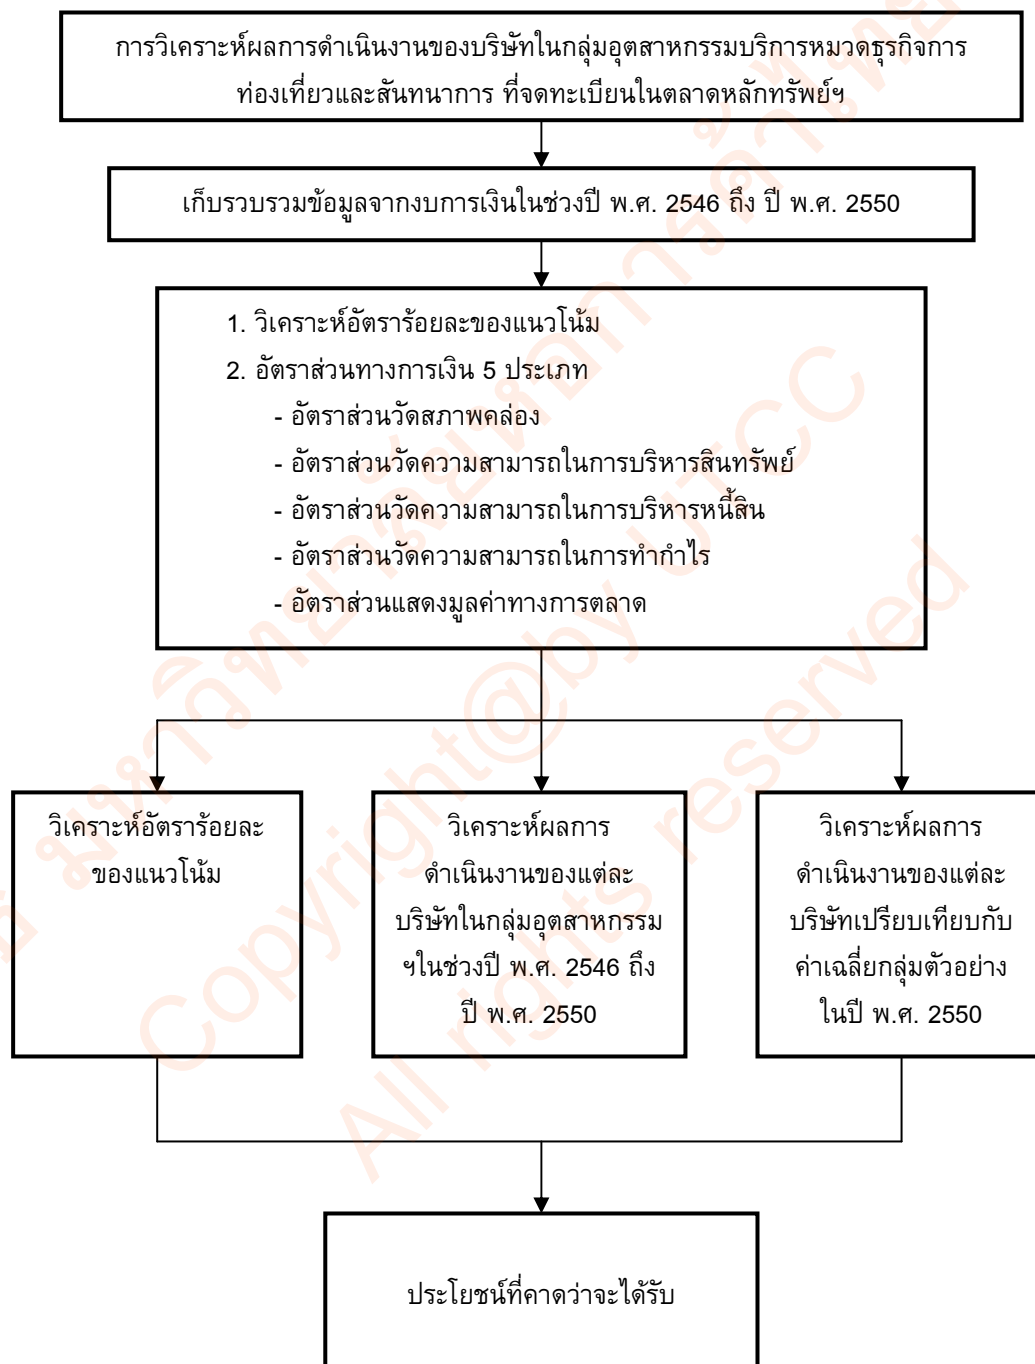 การวิเคราะห์ผลการดำเนินงานของบริษัทในกลุ่มอุตสาหกรรมบริการหมวดธุรกิจการ
ท่องเที่ยวและสันทนาการ ที่จดทะเบียนในตลาดหลักทรัพย์ฯ
เก็บรวบรวมข้อมูลจากงบการเงินในช่วงปี พ.ศ. 2546 ถึง ปี พ.ศ. 2550
1. วิเคราะห์อัตราร้อยละของแนวโน้ม
2. อัตราส่วนทางการเงิน 5 ประเภท
- อัตราส่วนวัดสภาพคล่อง
- อัตราส่วนวัดความสามารถในการบริหารสินทรัพย์
- อัตราส่วนวัดความสามารถในการบริหารหนี้สิน
- อัตราส่วนวัดความสามารถในการทำกำไร
- อัตราส่วนแสดงมูลค่าทางการตลาด
วิเคราะห์อัตราร้อยละ
ของแนวโน้ม
วิเคราะห์ผลการ
ดำเนินงานของแต่ละ
บริษัทในกลุ่มอุตสาหกรรม
ฯในช่วงปี พ.ศ. 2546 ถึง
ปี พ.ศ. 2550
วิเคราะห์ผลการ
ดำเนินงานของแต่ละ
บริษัทเปรียบเทียบกับ
ค่าเฉลี่ยกลุ่มตัวอย่าง
ในปี พ.ศ. 2550
ประโยชน์ที่คาดว่าจะได้รับ
มหาวิทยาลัยหอการค้าไทย
Copyright@by UTCC
All rights reserved